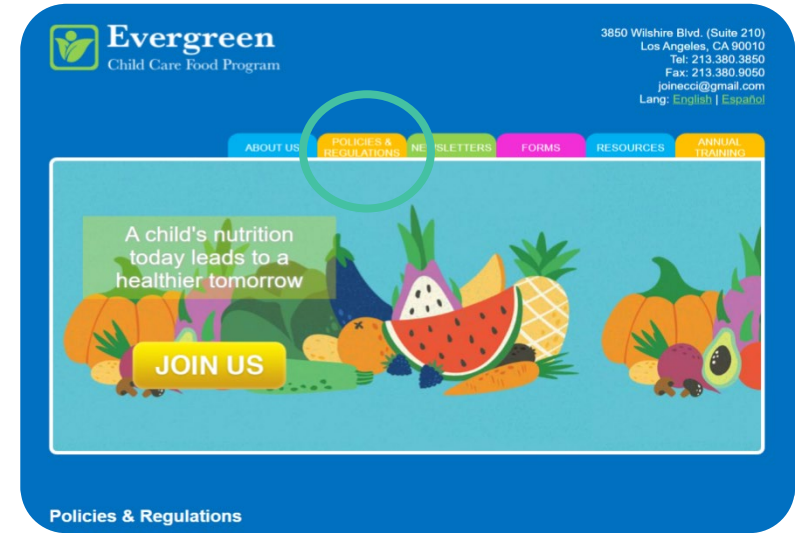 Evergreen
Child Care Food Program
3850 Wilshire Blvd. (Suite 210)
Los Angeles, CA 90010
Tel: 213.380.3850
Fax: 213.380.9050
joinecci@gmail.com
Lang: English | Español
ABOUT US
POLICIES &
REGULATIONS
NEWSLETTERS
FORMS
RESOURCES
ANNUAL
TRAINING
A child's nutrition
today leads to a
healthier tomorrow
JOIN US
Policies & Regulations